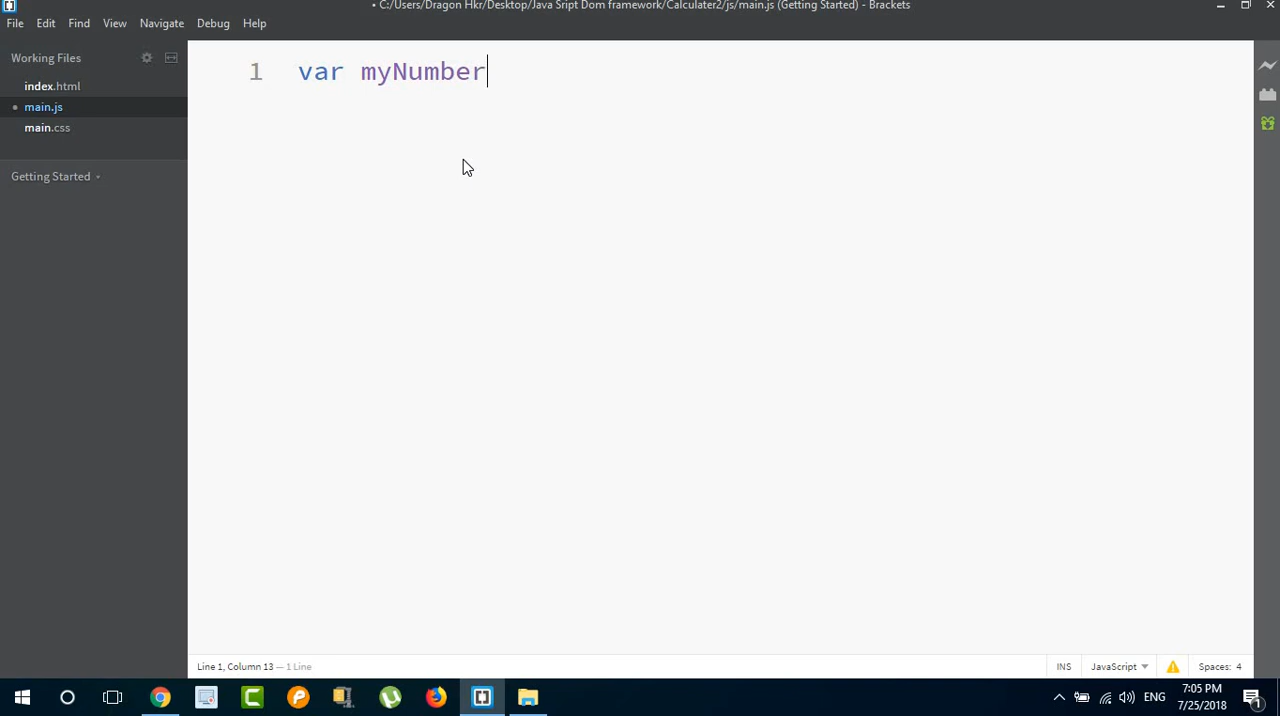 • C:/Users/Dragon Hkr/Desktop/Java Sript Dom framework/Calculater2/js/main.js (Getting Started) - Brackets
File Edit Find View Navigate Debug Help
Working Files
index.html
main.js
main.css
Getting Started
1 var myNumber
Line 1, Column 13 — 1 Line
INS JavaScript Spaces: 4
ENG
7:05 PM
7/25/2018
1